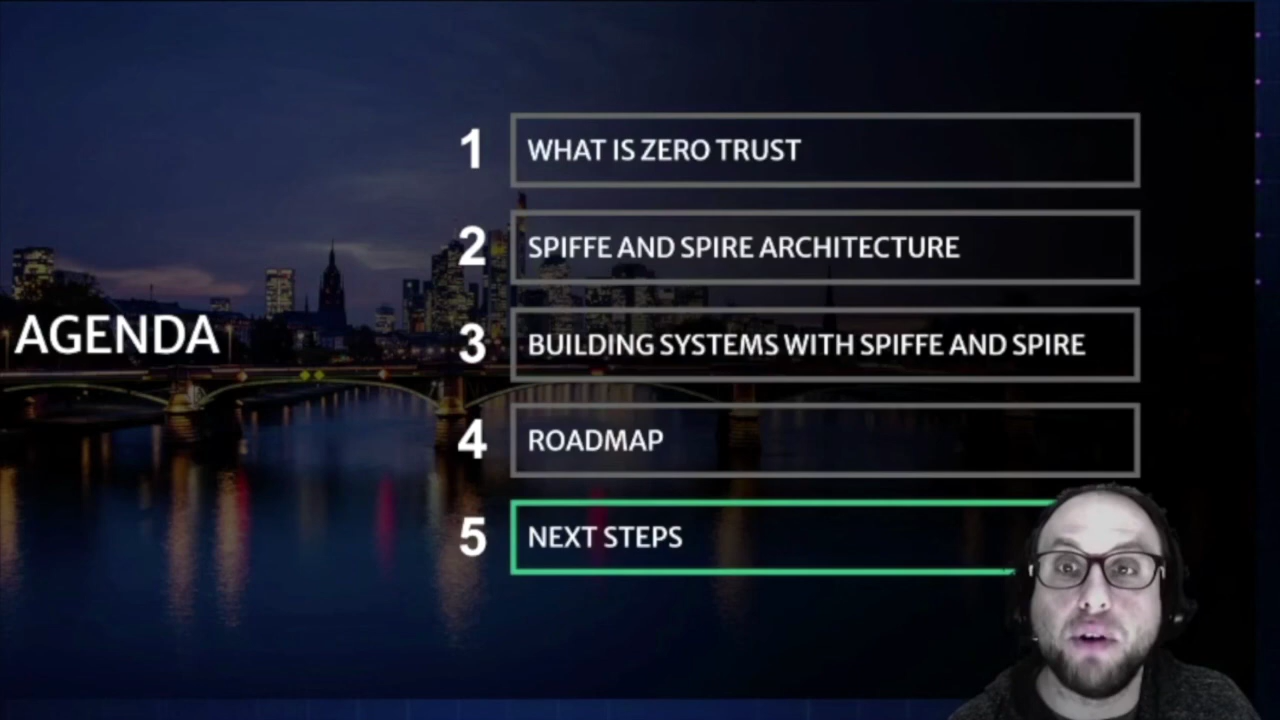 AGENDA
1 WHAT IS ZERO TRUST
2 SPIFFE AND SPIRE ARCHITECTURE
3 BUILDING SYSTEMS WITH SPIFFE AND SPIRE
4 ROADMAP
5 NEXT STEPS